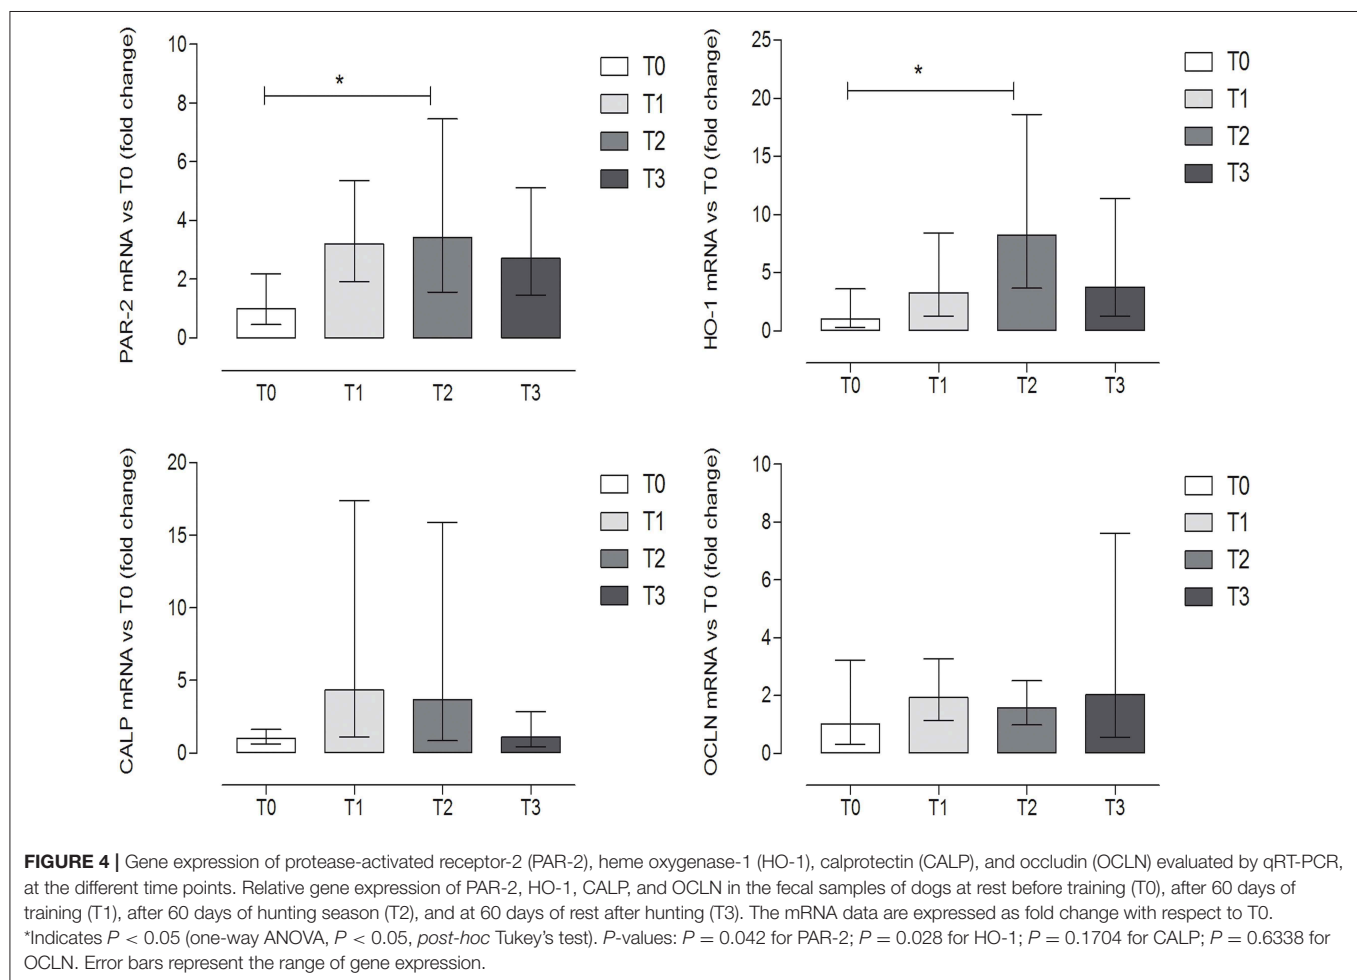 PAR-2 mRNA vs T0 (fold change)
10
8
6
4
2
0
*
T0
T1
T2
T3
T0 T1 T2 T3
HO-1 mRNA vs T0 (fold change)
25
20
15
10
5
0
*
T0
T1
T2
T3
T0 T1 T2 T3
CALP mRNA vs T0 (fold change)
20
15
10
5
0
T0
T1
T2
T3
T0 T1 T2 T3
OCLN mRNA vs T0 (fold change)
10
8
6
4
2
0
T0
T1
T2
T3
T0 T1 T2 T3
FIGURE 4 | Gene expression of protease-activated receptor-2 (PAR-2), heme oxygenase-1 (HO-1), calprotectin (CALP), and occludin (OCLN) evaluated by qRT-PCR,
at the different time points. Relative gene expression of PAR-2, HO-1, CALP, and OCLN in the fecal samples of dogs at rest before training (T0), after 60 days of
training (T1), after 60 days of hunting season (T2), and at 60 days of rest after hunting (T3). The mRNA data are expressed as fold change with respect to T0.
*Indicates P < 0.05 (one-way ANOVA, P < 0.05, post-hoc Tukey's test). P-values: P = 0.042 for PAR-2; P = 0.028 for HO-1; P = 0.1704 for CALP; P = 0.6338 for
OCLN. Error bars represent the range of gene expression.